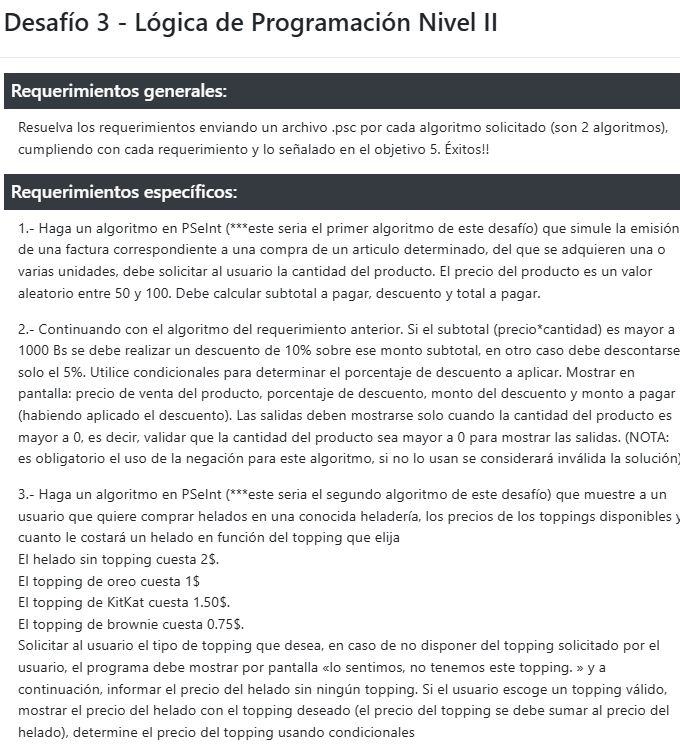 Desafío 3 - Lógica de Programación Nivel II
Requerimientos generales:
Resuelva los requerimientos enviando un archivo .psc por cada algoritmo solicitado (son 2 algoritmos),
cumpliendo con cada requerimiento y lo señalado en el objetivo 5. Éxitos!!
Requerimientos específicos:
1.- Haga un algoritmo en PSeInt (***este seria el primer algoritmo de este desafío) que simule la emisión
de una factura correspondiente a una compra de un articulo determinado, del que se adquieren una o
varias unidades, debe solicitar al usuario la cantidad del producto. El precio del producto es un valor
aleatorio entre 50 y 100. Debe calcular subtotal a pagar, descuento y total a pagar.
2.- Continuando con el algoritmo del requerimiento anterior. Si el subtotal (precio*cantidad) es mayor a
1000 Bs se debe realizar un descuento de 10% sobre ese monto subtotal, en otro caso debe descontarse
solo el 5%. Utilice condicionales para determinar el porcentaje de descuento a aplicar. Mostrar en
pantalla: precio de venta del producto, porcentaje de descuento, monto del descuento y monto a pagar
(habiendo aplicado el descuento). Las salidas deben mostrarse solo cuando la cantidad del producto es
mayor a 0, es decir, validar que la cantidad del producto sea mayor a 0 para mostrar las salidas. (NOTA:
es obligatorio el uso de la negación para este algoritmo, si no lo usan se considerará inválida la solución)
3.- Haga un algoritmo en PSeInt (***este seria el segundo algoritmo de este desafío) que muestre a un
usuario que quiere comprar helados en una conocida heladería, los precios de los toppings disponibles y
cuanto le costará un helado en función del topping que elija
El helado sin topping cuesta 2$.
El topping de oreo cuesta 1$
El topping de KitKat cuesta 1.50$.
El topping de brownie cuesta 0.75$.
Solicitar al usuario el tipo de topping que desea, en caso de no disponer del topping solicitado por el
usuario, el programa debe mostrar por pantalla «lo sentimos, no tenemos este topping. » y a
continuación, informar el precio del helado sin ningún topping. Si el usuario escoge un topping válido,
mostrar el precio del helado con el topping deseado (el precio del topping se debe sumar al precio del
helado), determine el precio del topping usando condicionales